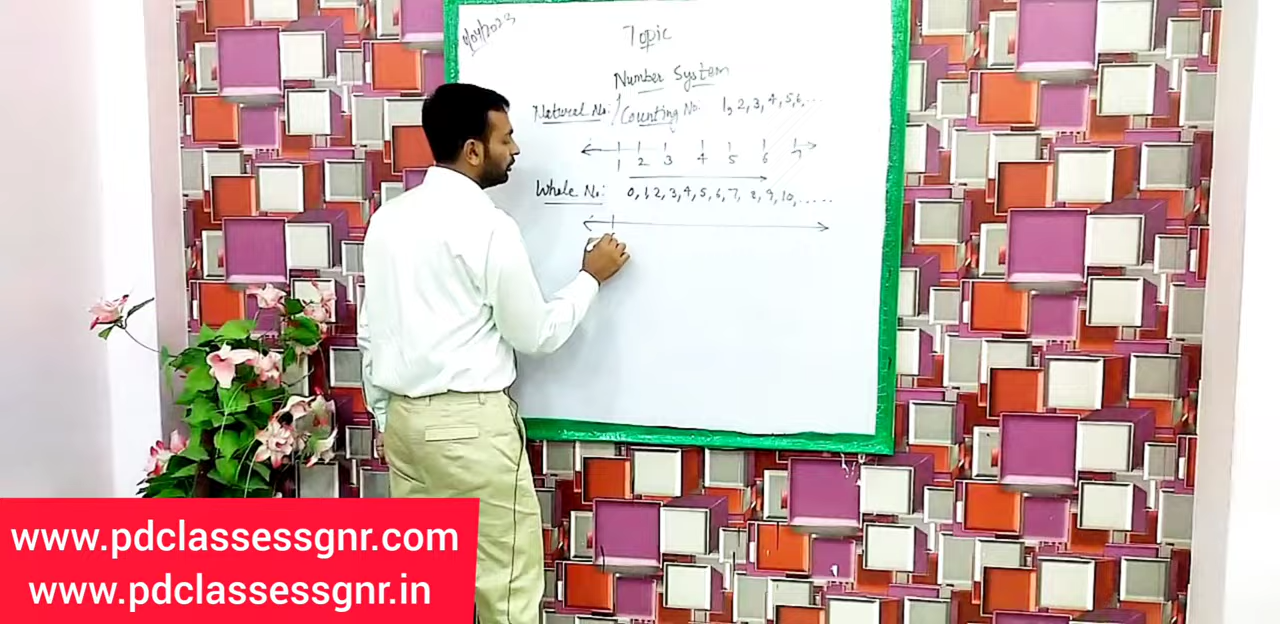 Topic
Number System
Natural No: / Counting No: 1, 2, 3, 4, 5, 6, ...
1 2 3 4 5 6 7
Whole No: 0, 1, 2, 3, 4, 5, 6, 7, 8, 9, 10, ......
www.pdclassessgnr.com
www.pdclassessgnr.in